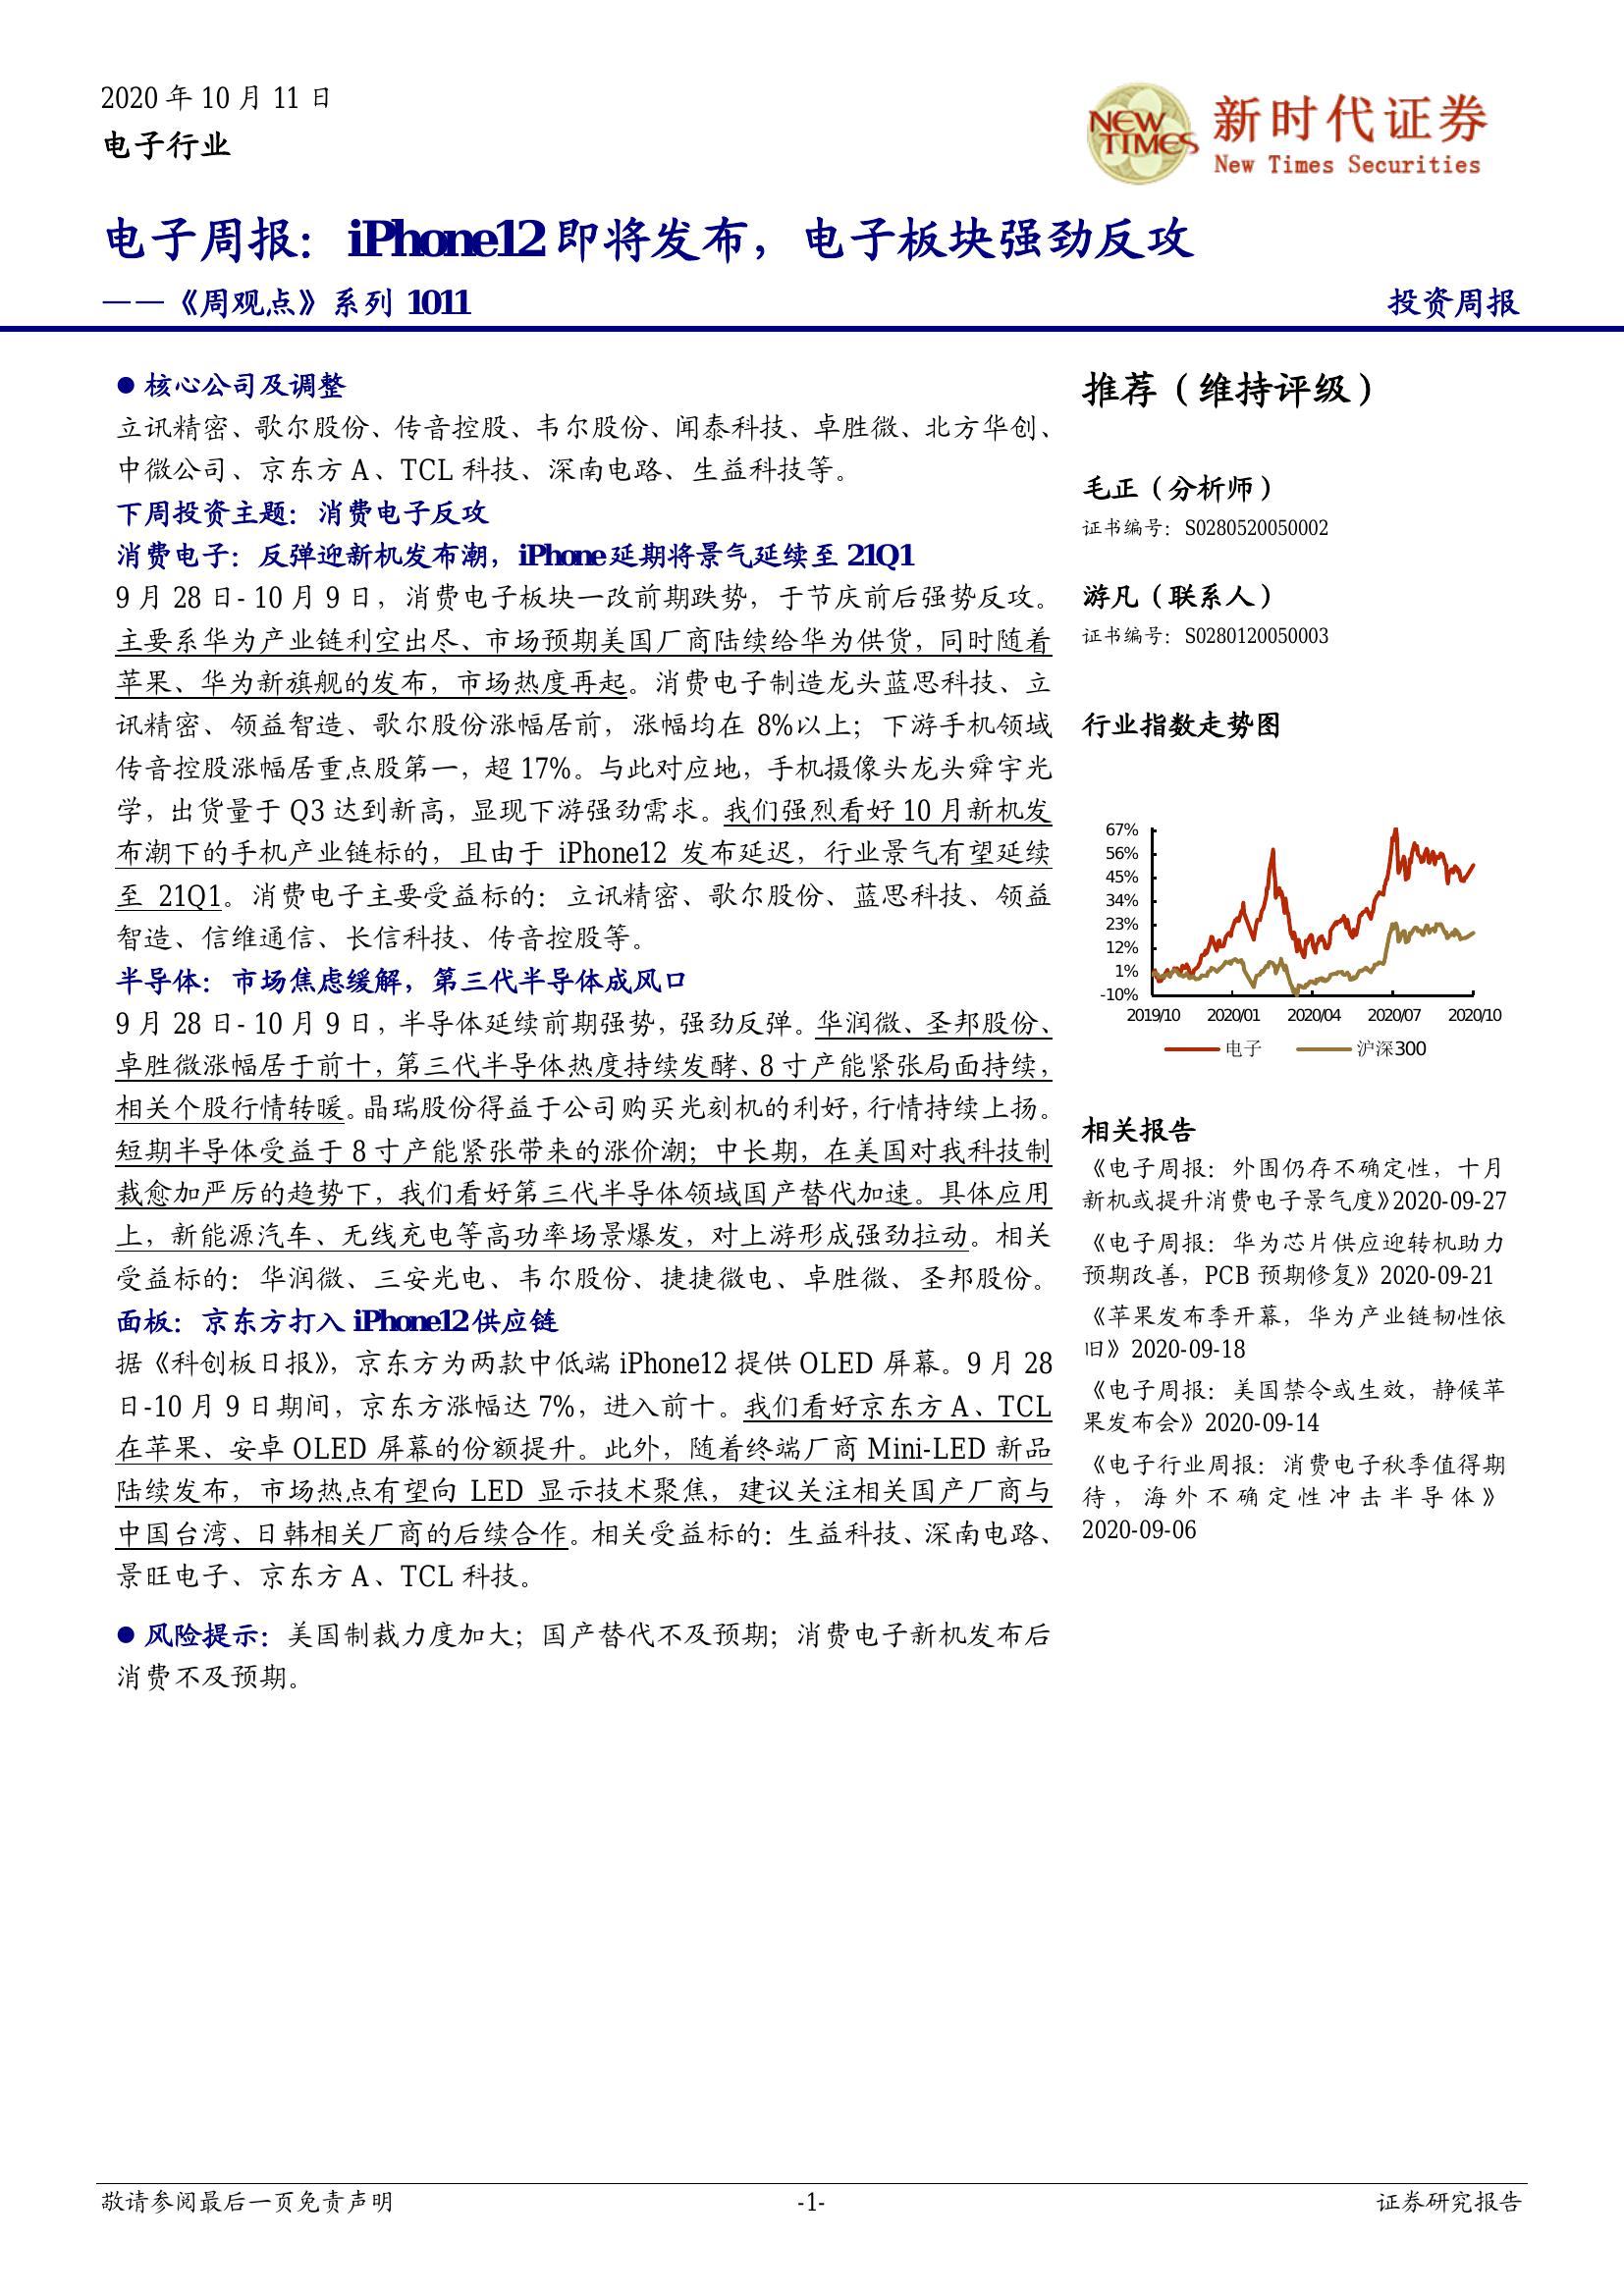 2020 年 10 月 11 日
电子行业
NEW TIMES
新时代证券
New Times Securities
电子周报：iPhone12 即将发布，电子板块强劲反攻
——《周观点》系列 1011
投资周报
● 核心公司及调整
立讯精密、歌尔股份、传音控股、韦尔股份、闻泰科技、卓胜微、北方华创、
中微公司、京东方 A、TCL 科技、深南电路、生益科技等。
下周投资主题：消费电子反攻
消费电子：反弹迎新机发布潮，iPhone 延期将景气延续至 21Q1
9 月 28 日- 10 月 9 日，消费电子板块一改前期跌势，于节庆前后强势反攻。
主要系华为产业链利空出尽、市场预期美国厂商陆续给华为供货，同时随着
苹果、华为新旗舰的发布，市场热度再起。消费电子制造龙头蓝思科技、立
讯精密、领益智造、歌尔股份涨幅居前，涨幅均在 8%以上；下游手机领域
传音控股涨幅居重点股第一，超 17%。与此对应地，手机摄像头龙头舜宇光
学，出货量于 Q3 达到新高，显现下游强劲需求。我们强烈看好 10 月新机发
布潮下的手机产业链标的，且由于 iPhone12 发布延迟，行业景气有望延续
至 21Q1。消费电子主要受益标的：立讯精密、歌尔股份、蓝思科技、领益
智造、信维通信、长信科技、传音控股等。
半导体：市场焦虑缓解，第三代半导体成风口
9 月 28 日- 10 月 9 日，半导体延续前期强势，强劲反弹。华润微、圣邦股份、
卓胜微涨幅居于前十，第三代半导体热度持续发酵、8 寸产能紧张局面持续，
相关个股行情转暖。晶瑞股份得益于公司购买光刻机的利好，行情持续上扬。
短期半导体受益于 8 寸产能紧张带来的涨价潮；中长期，在美国对我科技制
裁愈加严厉的趋势下，我们看好第三代半导体领域国产替代加速。具体应用
上，新能源汽车、无线充电等高功率场景爆发，对上游形成强劲拉动。相关
受益标的：华润微、三安光电、韦尔股份、捷捷微电、卓胜微、圣邦股份。
面板：京东方打入 iPhone12 供应链
据《科创板日报》，京东方为两款中低端 iPhone12 提供 OLED 屏幕。9 月 28
日-10 月 9 日期间，京东方涨幅达 7%，进入前十。我们看好京东方 A、TCL
在苹果、安卓 OLED 屏幕的份额提升。此外，随着终端厂商 Mini-LED 新品
陆续发布，市场热点有望向 LED 显示技术聚焦，建议关注相关国产厂商与
中国台湾、日韩相关厂商的后续合作。相关受益标的：生益科技、深南电路、
景旺电子、京东方 A、TCL 科技。
● 风险提示：美国制裁力度加大；国产替代不及预期；消费电子新机发布后
消费不及预期。
推荐（维持评级）
毛正（分析师）
证书编号：S0280520050002
游凡（联系人）
证书编号：S0280120050003
行业指数走势图
67%
56%
45%
34%
23%
12%
1%
-10%
2019/10 2020/01 2020/04 2020/07 2020/10
电子 沪深300
相关报告
《电子周报：外围仍存不确定性，十月
新机或提升消费电子景气度》2020-09-27
《电子周报：华为芯片供应迎转机助力
预期改善，PCB 预期修复》2020-09-21
《苹果发布季开幕，华为产业链韧性依
旧》2020-09-18
《电子周报：美国禁令或生效，静候苹
果发布会》2020-09-14
《电子行业周报：消费电子秋季值得期
待，海外不确定性冲击半导体》
2020-09-06
敬请参阅最后一页免责声明
-1-
证券研究报告